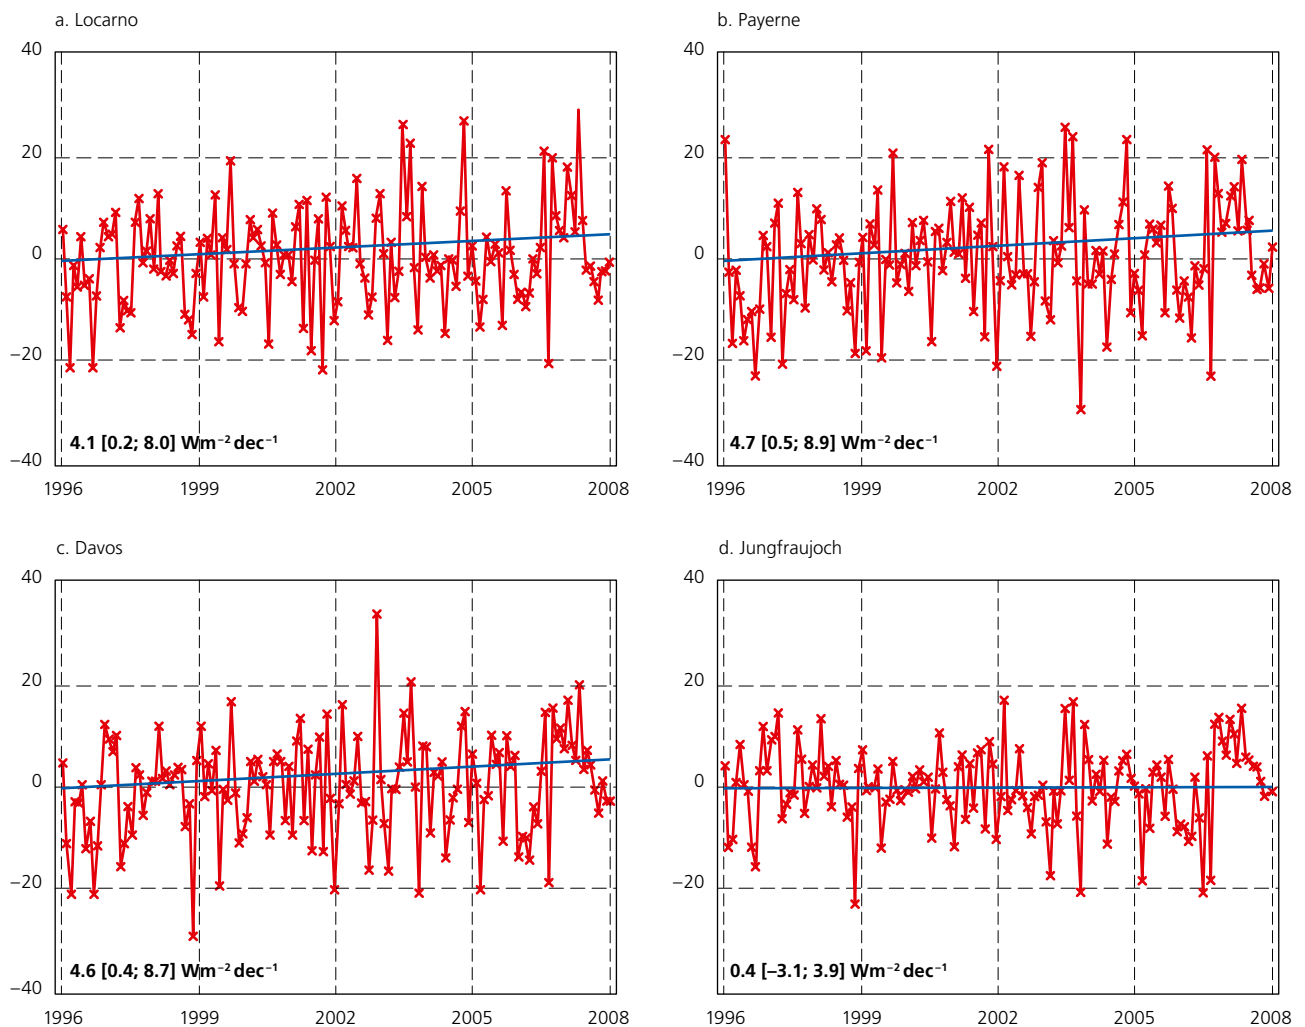 a. Locarno
40
20
0
−20
−40
4.1 [0.2; 8.0] Wm⁻² dec⁻¹
1996 1999 2002 2005 2008
b. Payerne
40
20
0
−20
−40
4.7 [0.5; 8.9] Wm⁻² dec⁻¹
1996 1999 2002 2005 2008
c. Davos
40
20
0
−20
−40
4.6 [0.4; 8.7] Wm⁻² dec⁻¹
1996 1999 2002 2005 2008
d. Jungfraujoch
40
20
0
−20
−40
0.4 [−3.1; 3.9] Wm⁻² dec⁻¹
1996 1999 2002 2005 2008